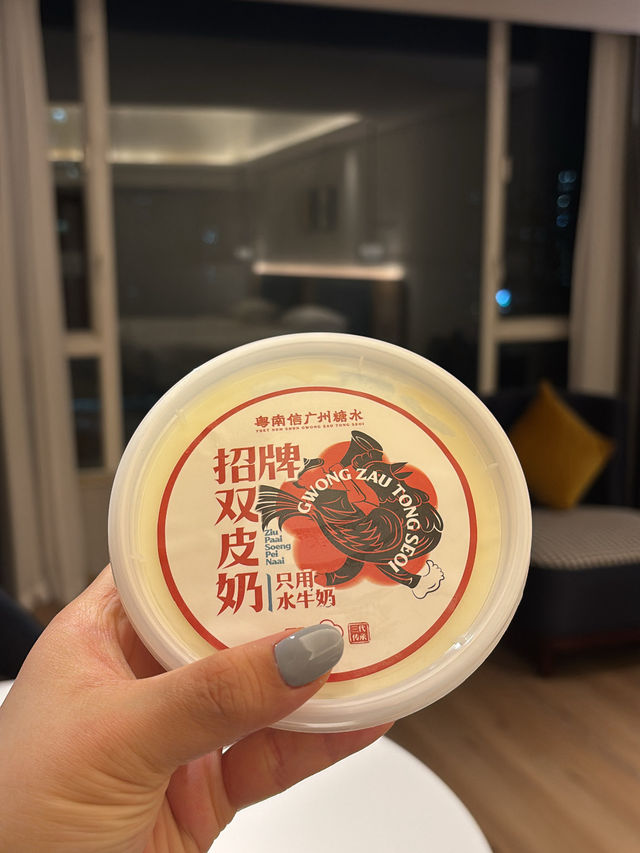 粤南信广州糖水
YUET NUM SHUN GWONG ZAU TONG SEOI
招牌
双
皮
奶
Ziu
Paai
Soeng
Pei
Naai
只用
水牛奶
GWONG ZAU TONG SEOI
三代
传承